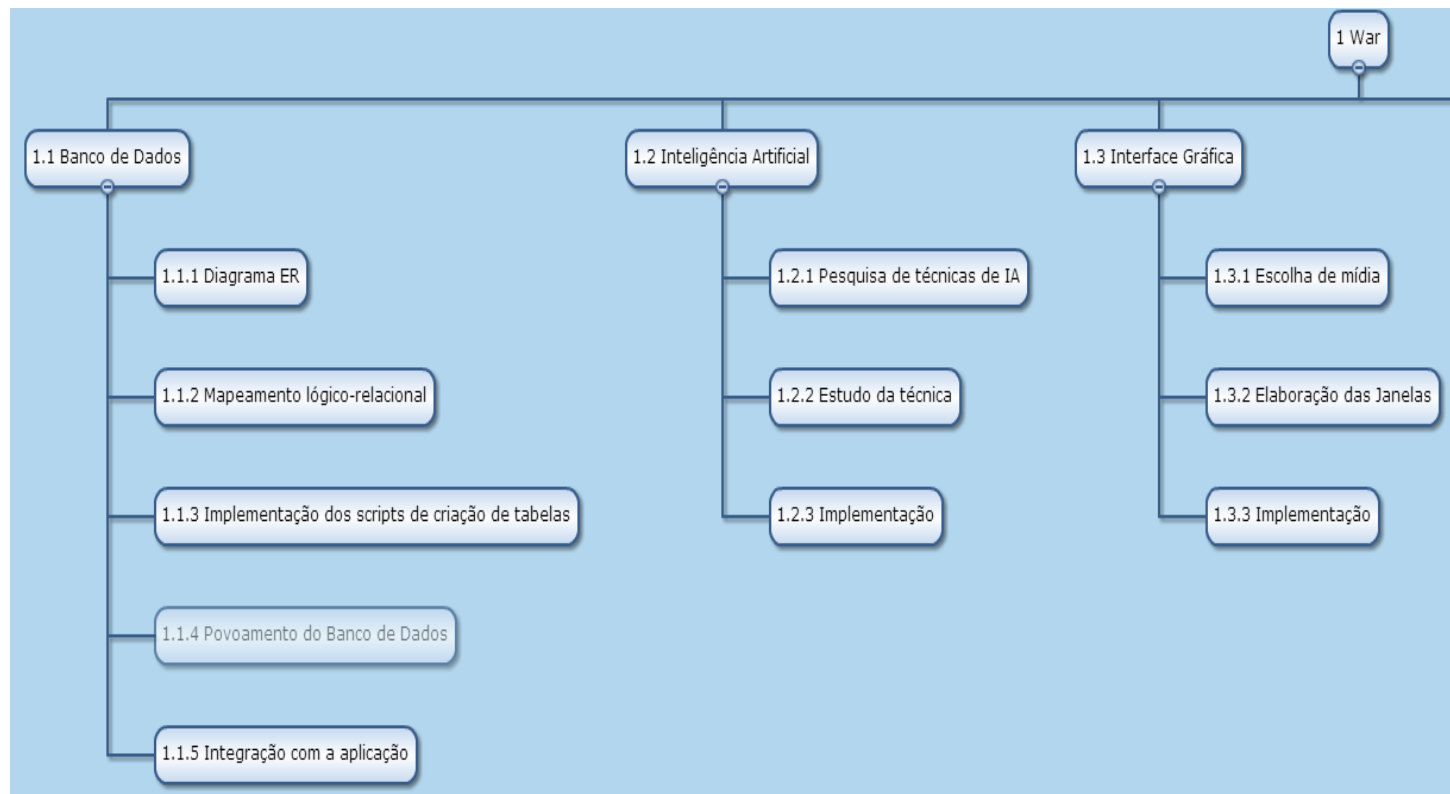 1 War
1.1 Banco de Dados
1.2 Inteligência Artificial
1.3 Interface Gráfica
1.1.1 Diagrama ER
1.2.1 Pesquisa de técnicas de IA
1.3.1 Escolha de mídia
1.1.2 Mapeamento lógico-relacional
1.2.2 Estudo da técnica
1.3.2 Elaboração das Janelas
1.1.3 Implementação dos scripts de criação de tabelas
1.2.3 Implementação
1.3.3 Implementação
1.1.4 Povoamento do Banco de Dados
1.1.5 Integração com a aplicação